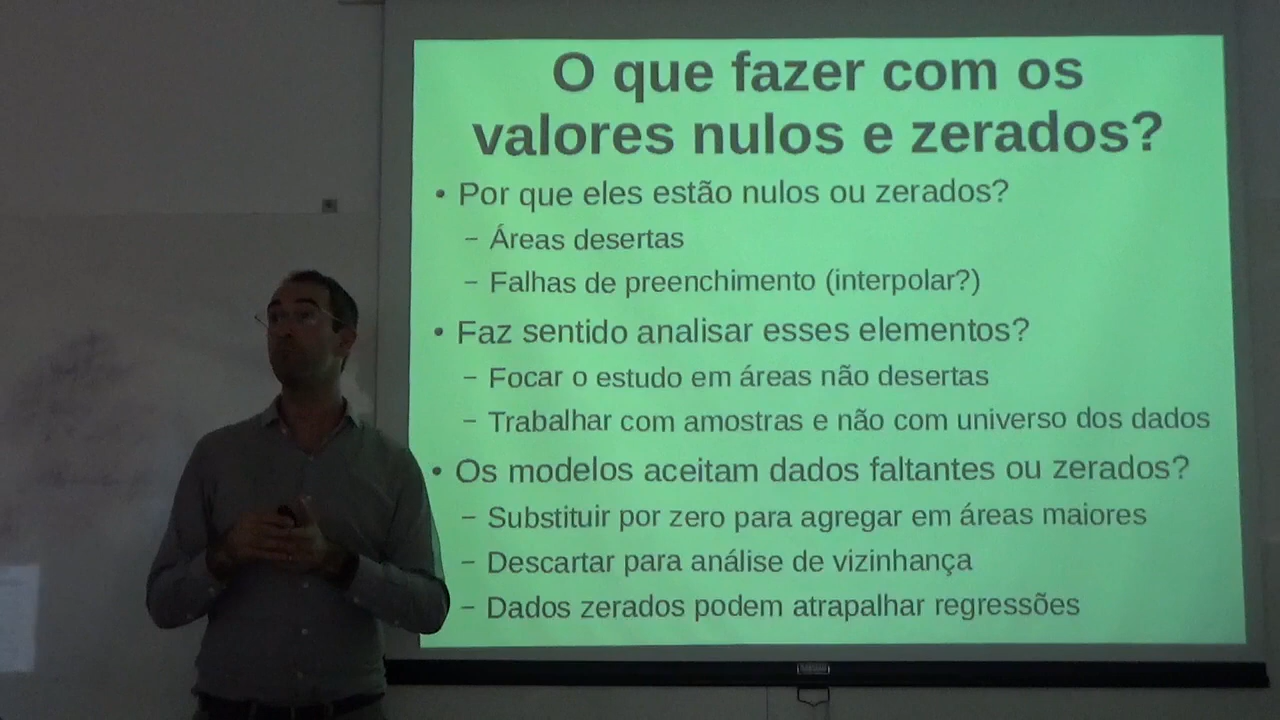 O que fazer com os
valores nulos e zerados?
• Por que eles estão nulos ou zerados?
– Áreas desertas
– Falhas de preenchimento (interpolar?)
• Faz sentido analisar esses elementos?
– Focar o estudo em áreas não desertas
– Trabalhar com amostras e não com universo dos dados
• Os modelos aceitam dados faltantes ou zerados?
– Substituir por zero para agregar em áreas maiores
– Descartar para análise de vizinhança
– Dados zerados podem atrapalhar regressões